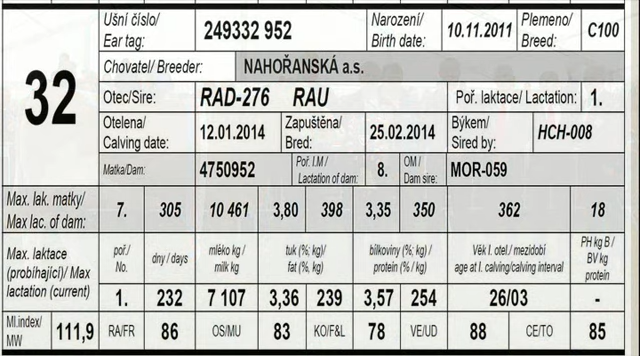 32
Ušní číslo/ Ear tag: 249332 952 Narození/ Birth date: 10.11.2011 Plemeno/ Breed: C100
Chovatel/ Breeder: NAHOŘANSKÁ a.s.
Otec/Sire: RAD-276 RAU Poř. laktace/ Lactation: 1.
Otelena/ Calving date: 12.01.2014 Zapuštěna/ Bred: 25.02.2014 Býkem/ Sired by: HCH-008
Matka/Dam: 4750952 Poř. l.M / Lactation of dam: 8. OM / Dam sire: MOR-059
Max. lak. matky/ Max lac. of dam: 7. 305 10 461 3,80 398 3,35 350 362 18
Max. laktace (probíhající)/ Max lactation (current) poř./ No. dny / days mléko kg/ milk kg tuk (%; kg)/ fat (%, kg) bílkoviny (%; kg) / protein (% / kg) Věk I. otel./ mezidobí age at I. calving/calving interval PH kg B / BV kg protein
1. 232 7 107 3,36 239 3,57 254 26/03 -
MI.index/ MW 111,9 RA/FR 86 OS/MU 83 KO/F&L 78 VE/UD 88 CE/TO 85